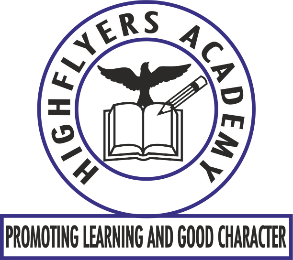 HIGHFLYERS ACADEMY
PROMOTING LEARNING AND GOOD CHARACTER